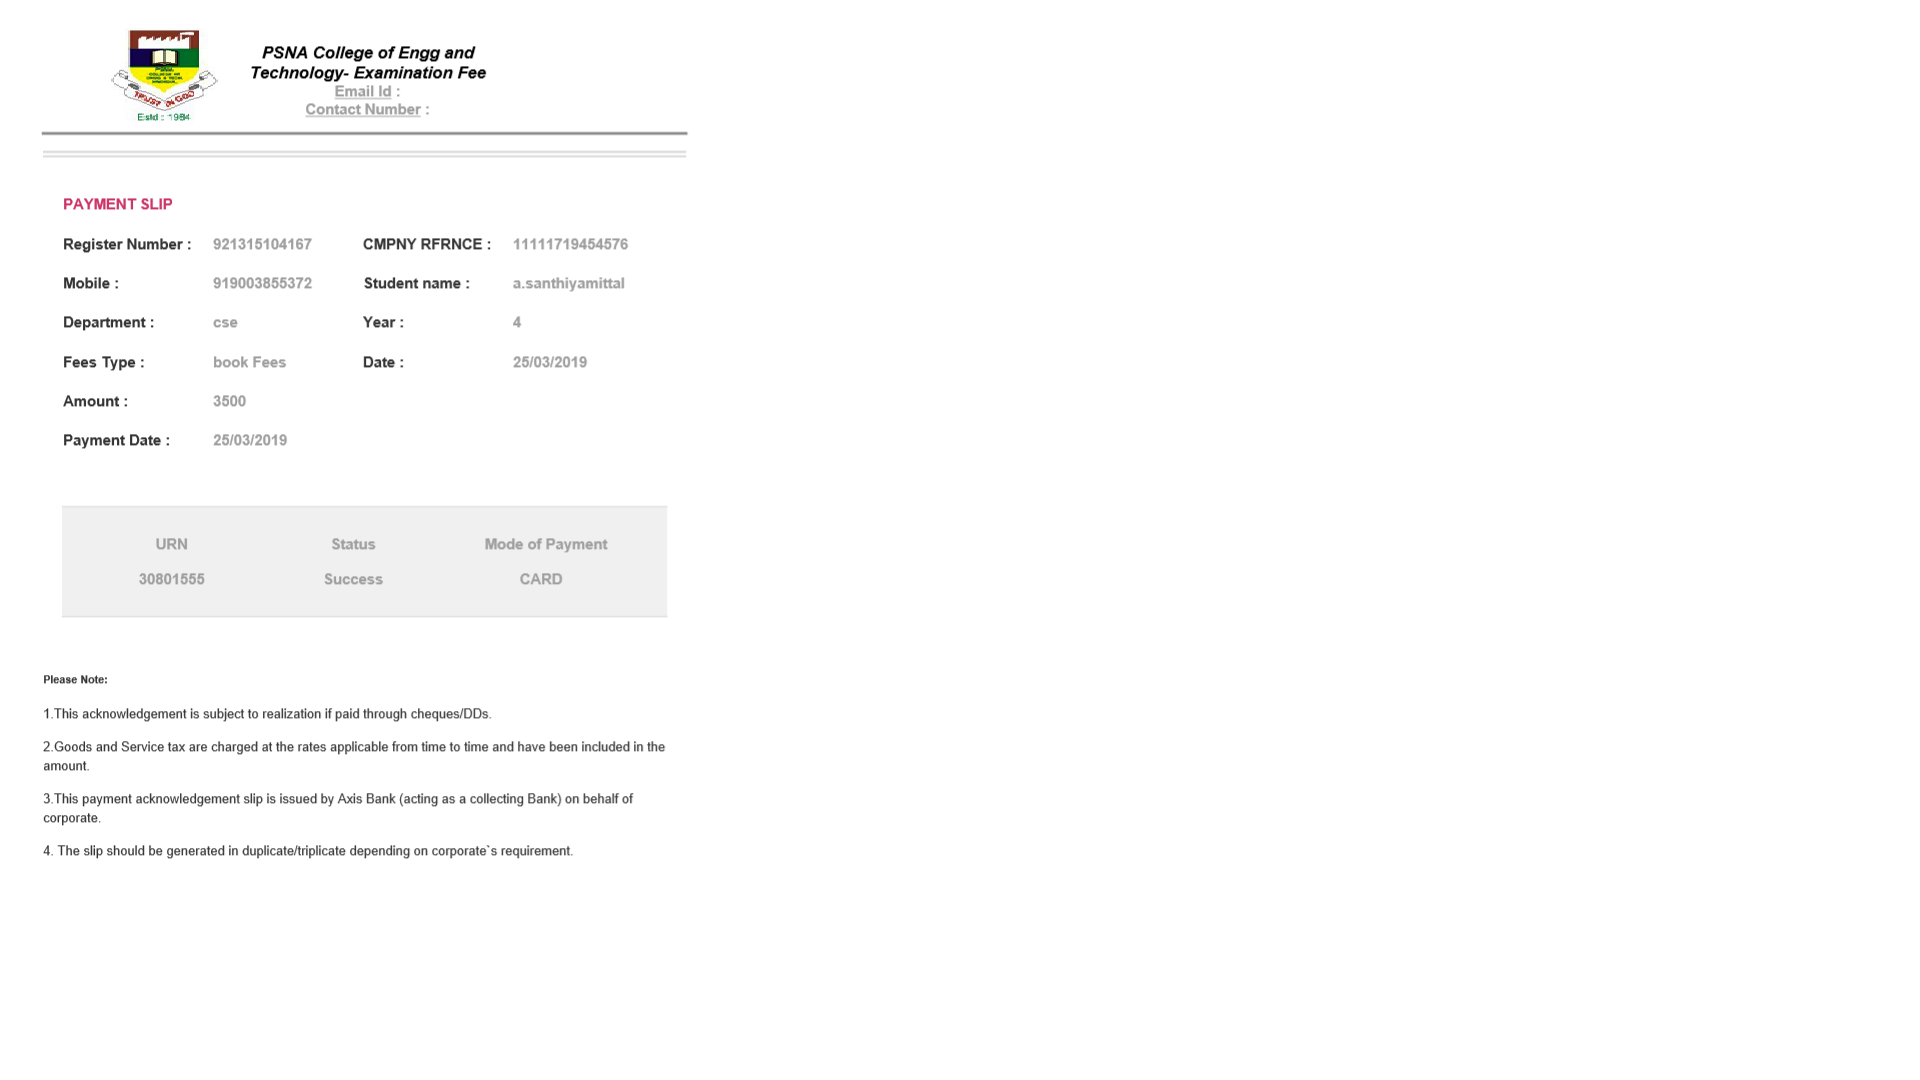 PSNA College of Engg and
Technology- Examination Fee
Email Id :
Contact Number :
TRUST IN GOD
Estd : 1984
PAYMENT SLIP
Register Number : 921315104167 CMPNY RFRNCE : 11111719454576
Mobile : 919003855372 Student name : a.santhiyamittal
Department : cse Year : 4
Fees Type : book Fees Date : 25/03/2019
Amount : 3500
Payment Date : 25/03/2019
URN Status Mode of Payment
30801555 Success CARD
Please Note:
1.This acknowledgement is subject to realization if paid through cheques/DDs.
2.Goods and Service tax are charged at the rates applicable from time to time and have been included in the
amount.
3.This payment acknowledgement slip is issued by Axis Bank (acting as a collecting Bank) on behalf of
corporate.
4. The slip should be generated in duplicate/triplicate depending on corporate`s requirement.